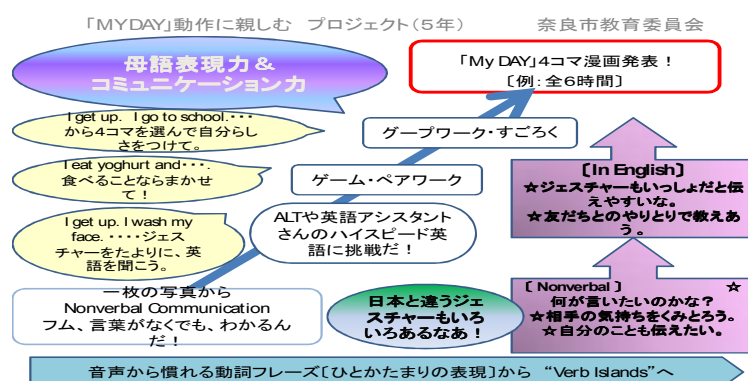 「MYDAY」動作に親しむ プロジェクト(5年) 奈良市教育委員会
母語表現力&
コミュニケーション力
「My DAY」4コマ漫画発表!
〔例:全6時間〕
I get up. I go to school.・・・
から4コマを選んで自分らし
さをつけて。
グープワーク・すごろく
I eat yoghurt and・・・.
食べることならまかせ
て!
ゲーム・ペアワーク
〔In English〕
☆ジェスチャーもいっしょだと伝
えやすいな。
☆友だちとのやりとりで教えあ
う。
I get up. I wash my
face. ・・・・ジェス
チャーをたよりに、英
語を聞こう。
ALTや英語アシスタント
さんのハイスピード英
語に挑戦だ!
一枚の写真から
Nonverbal Communication
フム、言葉がなくでも、わかるん
だ!
日本と違うジェ
スチャーもいろ
いろあるなあ!
〔 Nonverbal 〕 ☆
何が言いたいのかな?
☆相手の気持ちをくみとろう。
☆自分のことも伝えたい。
音声から慣れる動詞フレーズ〔ひとかたまりの表現〕から “Verb Islands”へ